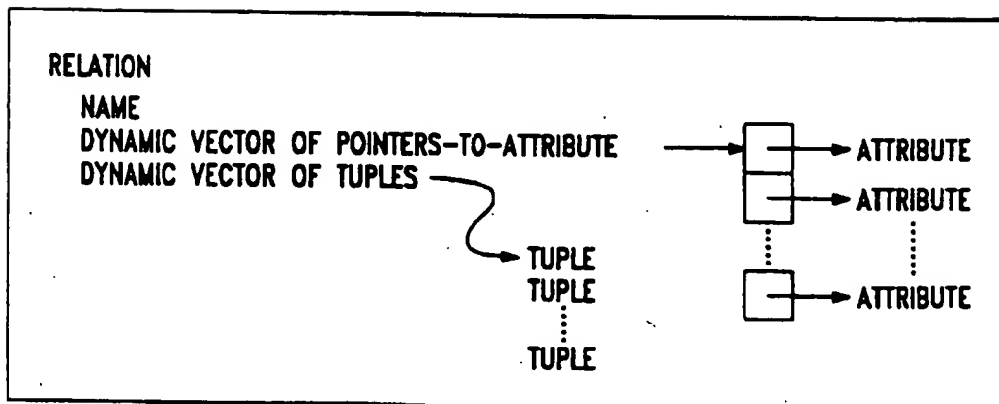 RELATION
NAME
DYNAMIC VECTOR OF POINTERS-TO-ATTRIBUTE
DYNAMIC VECTOR OF TUPLES
ATTRIBUTE
ATTRIBUTE
ATTRIBUTE
TUPLE
TUPLE
TUPLE